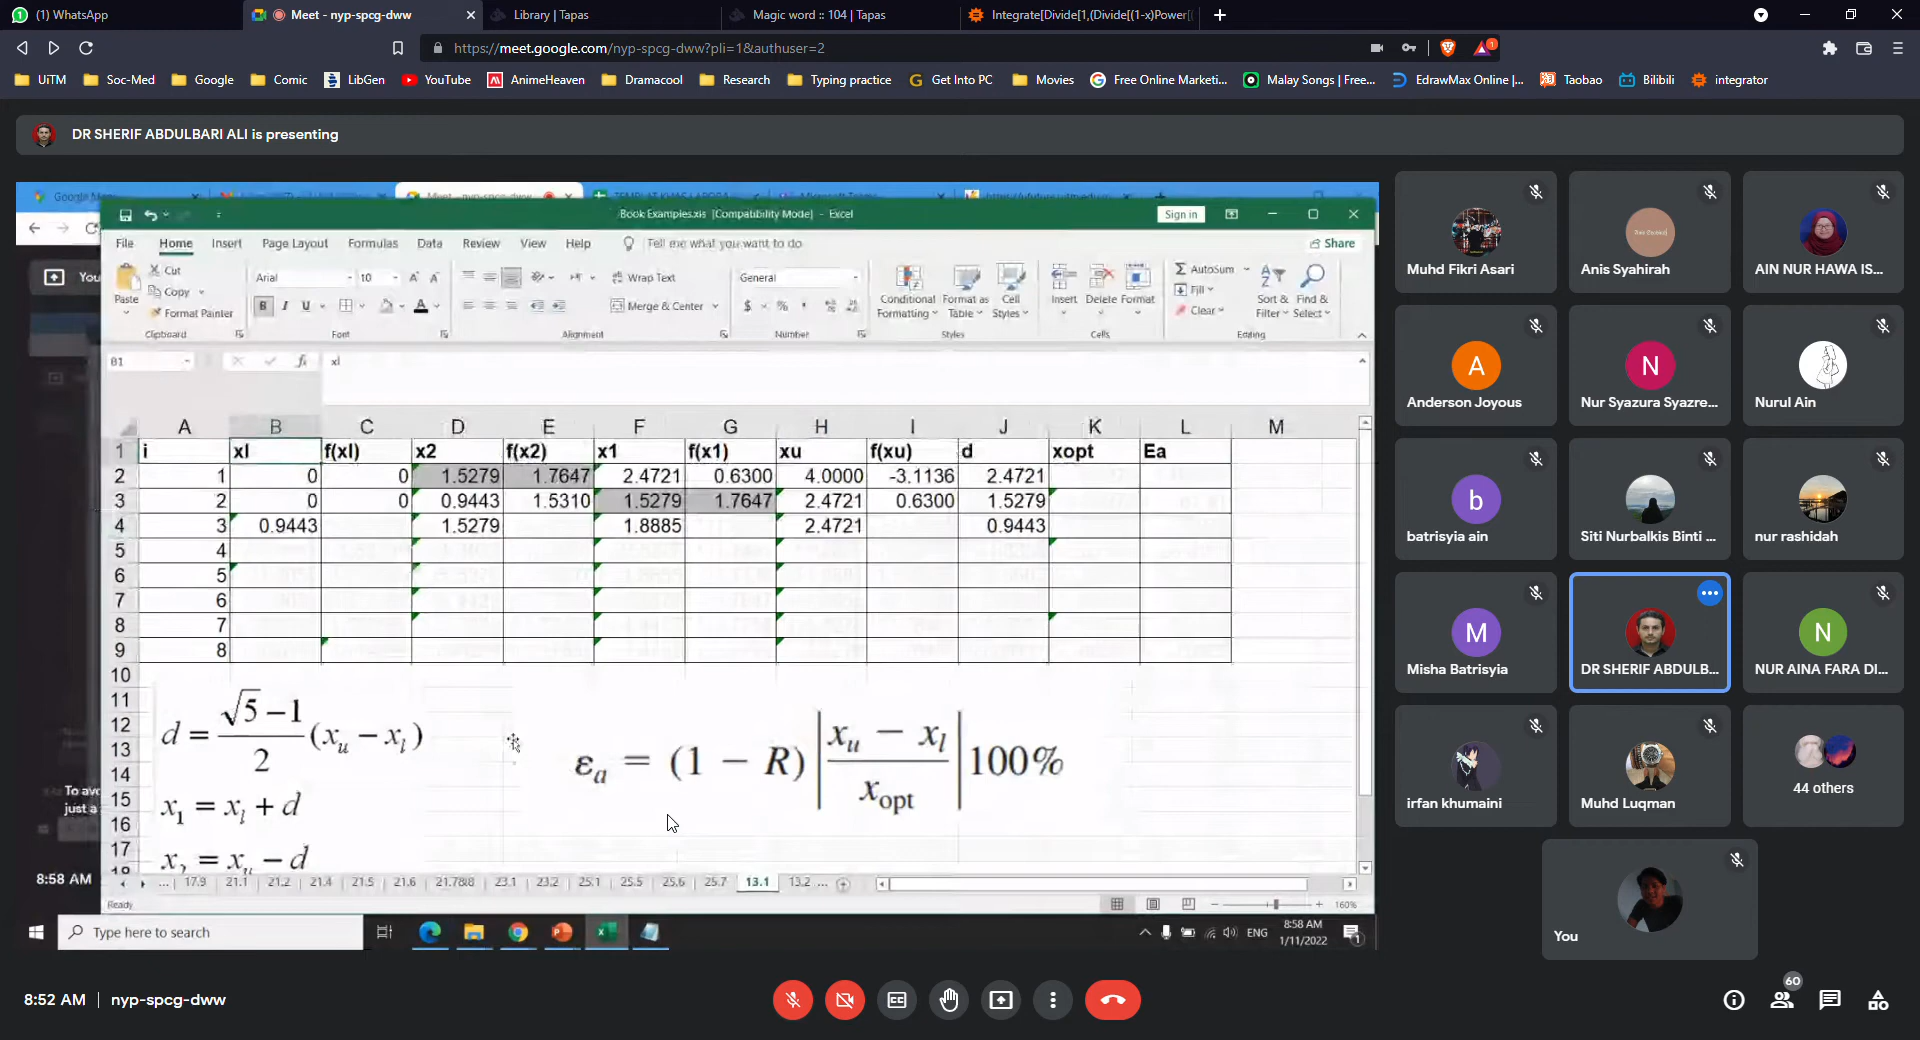 (1) WhatsApp
Meet - nyp-spcg-dww
Library | Tapas
Magic word :: 104 | Tapas
Integrate[Divide[1,(Divide[(1-x)Power[(
https://meet.google.com/nyp-spcg-dww?pli=1&authuser=2
1
UiTM Soc-Med Google Comic LibGen YouTube AnimeHeaven Dramacool Research Typing practice Get Into PC Movies Free Online Marketi... Malay Songs | Free... EdrawMax Online |,... Taobao Bilibili integrator
DR SHERIF ABDULBARI ALI is presenting
Book Examples.xls [Compatibility Mode] - Excel
Sign in
File Home Insert Page Layout Formulas Data Review View Help Tell me what you want to do
Share
Paste
Cut
Copy
Format Painter
Clipboard
Arial 10
B I U
Font
Wrap Text
Merge & Center
Alignment
General
$ %
Number
Conditional Formatting
Format as Table
Cell Styles
Styles
Insert Delete Format
Cells
AutoSum
Fill
Clear
Sort & Filter
Find & Select
Editing
B1 fx xl
A B C D E F G H I J K L M
1 i xl f(xl) x2 f(x2) x1 f(x1) xu f(xu) d xopt Ea
2 1 0 0 1.5279 1.7647 2.4721 0.6300 4.0000 -3.1136 2.4721
3 2 0 0 0.9443 1.5310 1.5279 1.7647 2.4721 0.6300 1.5279
4 3 0.9443 1.5279 1.8885 2.4721 0.9443
5 4
6 5
7 6
8 7
9 8
10
11
12
13
14
15
16
17
18
d = √5 −1 / 2 (xu − xl)
x1 = xl + d
x2 = xu − d
εa = (1 − R) | xu − xl / xopt | 100%
You
To avo
just a
8:58 AM
... 17.9 21.1 21.2 21.4 21.5 21.6 21.7&8 23.1 23.2 25.1 25.5 25.6 25.7 13.1 13.2 ...
Ready
160%
Type here to search
ENG
8:58 AM
1/11/2022
1
Muhd Fikri Asari
Anis Syahirah
AIN NUR HAWA IS...
A
Anderson Joyous
N
Nur Syazura Syazre...
Nurul Ain
b
batrisyia ain
Siti Nurbalkis Binti ...
nur rashidah
M
Misha Batrisyia
DR SHERIF ABDULB...
N
NUR AINA FARA DI...
irfan khumaini
Muhd Luqman
44 others
You
8:52 AM | nyp-spcg-dww
60